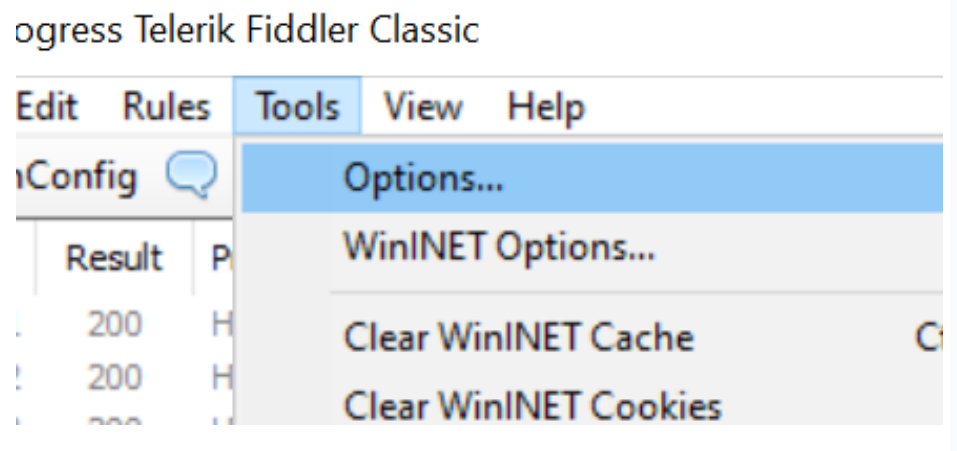 ogress Telerik Fiddler Classic
Edit Rules Tools View Help
Config
Options...
Result
WinINET Options...
200
Clear WinINET Cache
200
Clear WinINET Cookies